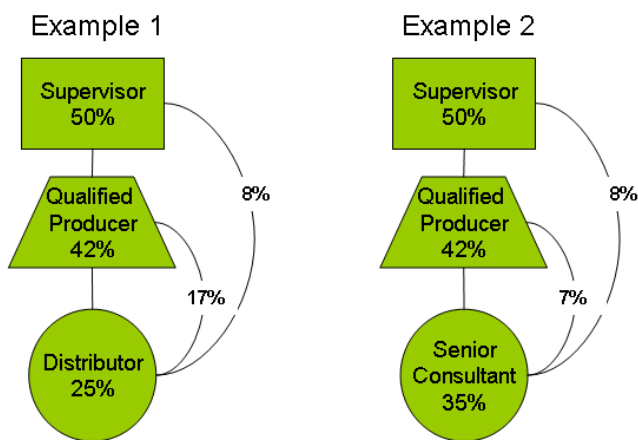 Example 1
Supervisor
50%
8%
Qualified
Producer
42%
17%
Distributor
25%
Example 2
Supervisor
50%
8%
Qualified
Producer
42%
7%
Senior
Consultant
35%